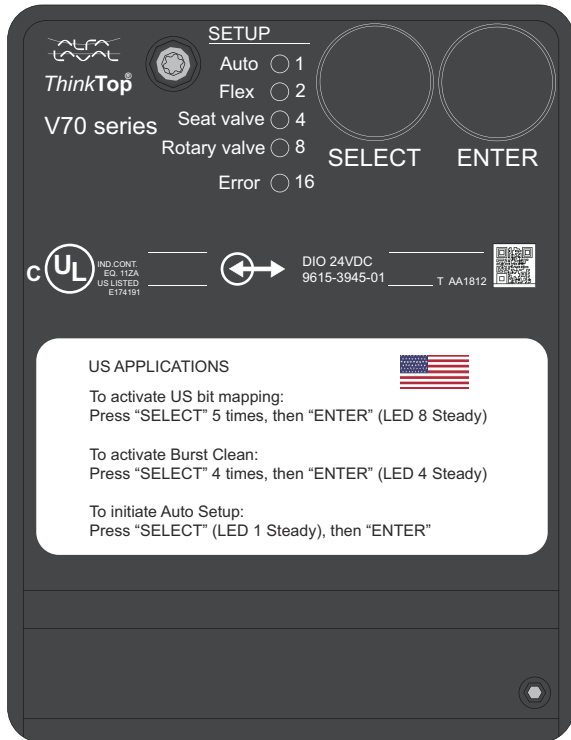 ALFA
LAVAL
ThinkTop®
V70 series
SETUP
Auto 1
Flex 2
Seat valve 4
Rotary valve 8
Error 16
SELECT
ENTER
C UL
IND.CONT.
EQ. 11ZA
US LISTED
E174191
DIO 24VDC
9615-3945-01
T AA1812
US APPLICATIONS
To activate US bit mapping:
Press “SELECT” 5 times, then “ENTER” (LED 8 Steady)
To activate Burst Clean:
Press “SELECT” 4 times, then “ENTER” (LED 4 Steady)
To initiate Auto Setup:
Press “SELECT” (LED 1 Steady), then “ENTER”